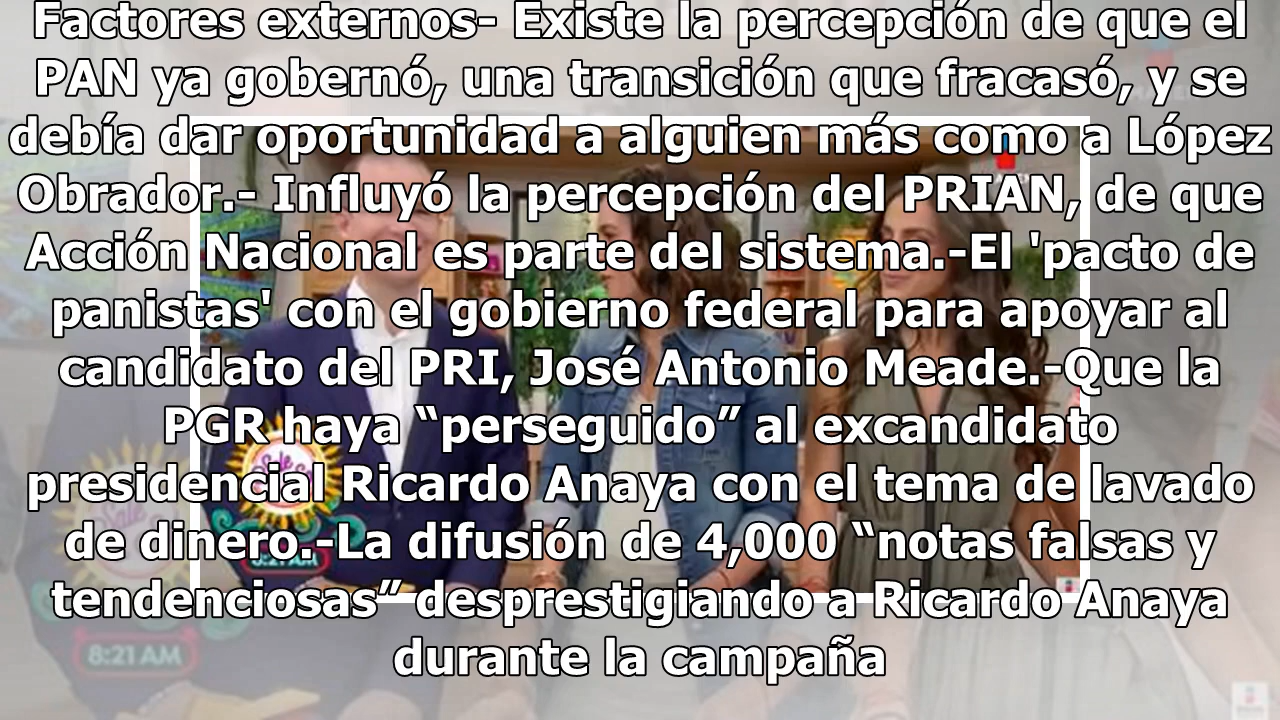 Factores externos- Existe la percepción de que el
PAN ya gobernó, una transición que fracasó, y se
debía dar oportunidad a alguien más como a López
Obrador.- Influyó la percepción del PRIAN, de que
Acción Nacional es parte del sistema.-El 'pacto de
panistas' con el gobierno federal para apoyar al
candidato del PRI, José Antonio Meade.-Que la
PGR haya “perseguido” al excandidato
presidencial Ricardo Anaya con el tema de lavado
de dinero.-La difusión de 4,000 “notas falsas y
tendenciosas” desprestigiando a Ricardo Anaya
durante la campaña
8:21 AM